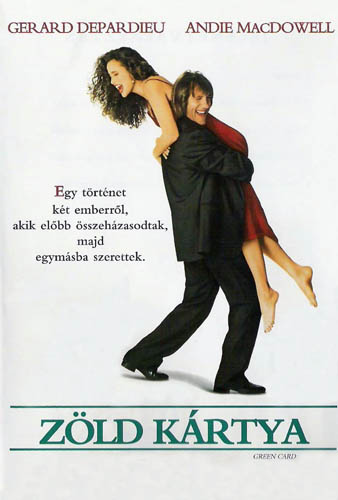 GERARD DEPARDIEU ANDIE MACDOWELL
Egy történet
két emberről,
akik előbb összeházasodtak,
majd
egymásba szerettek.
ZÖLD KÁRTYA
GREEN CARD